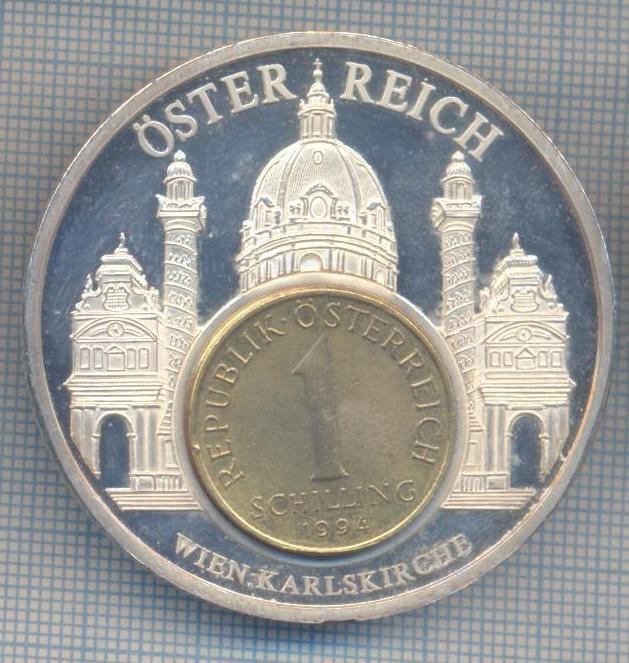 ÖSTER REICH
REPUBLIK · ÖSTERREICH
1
SCHILLING
1994
WIEN-KARLSKIRCHE